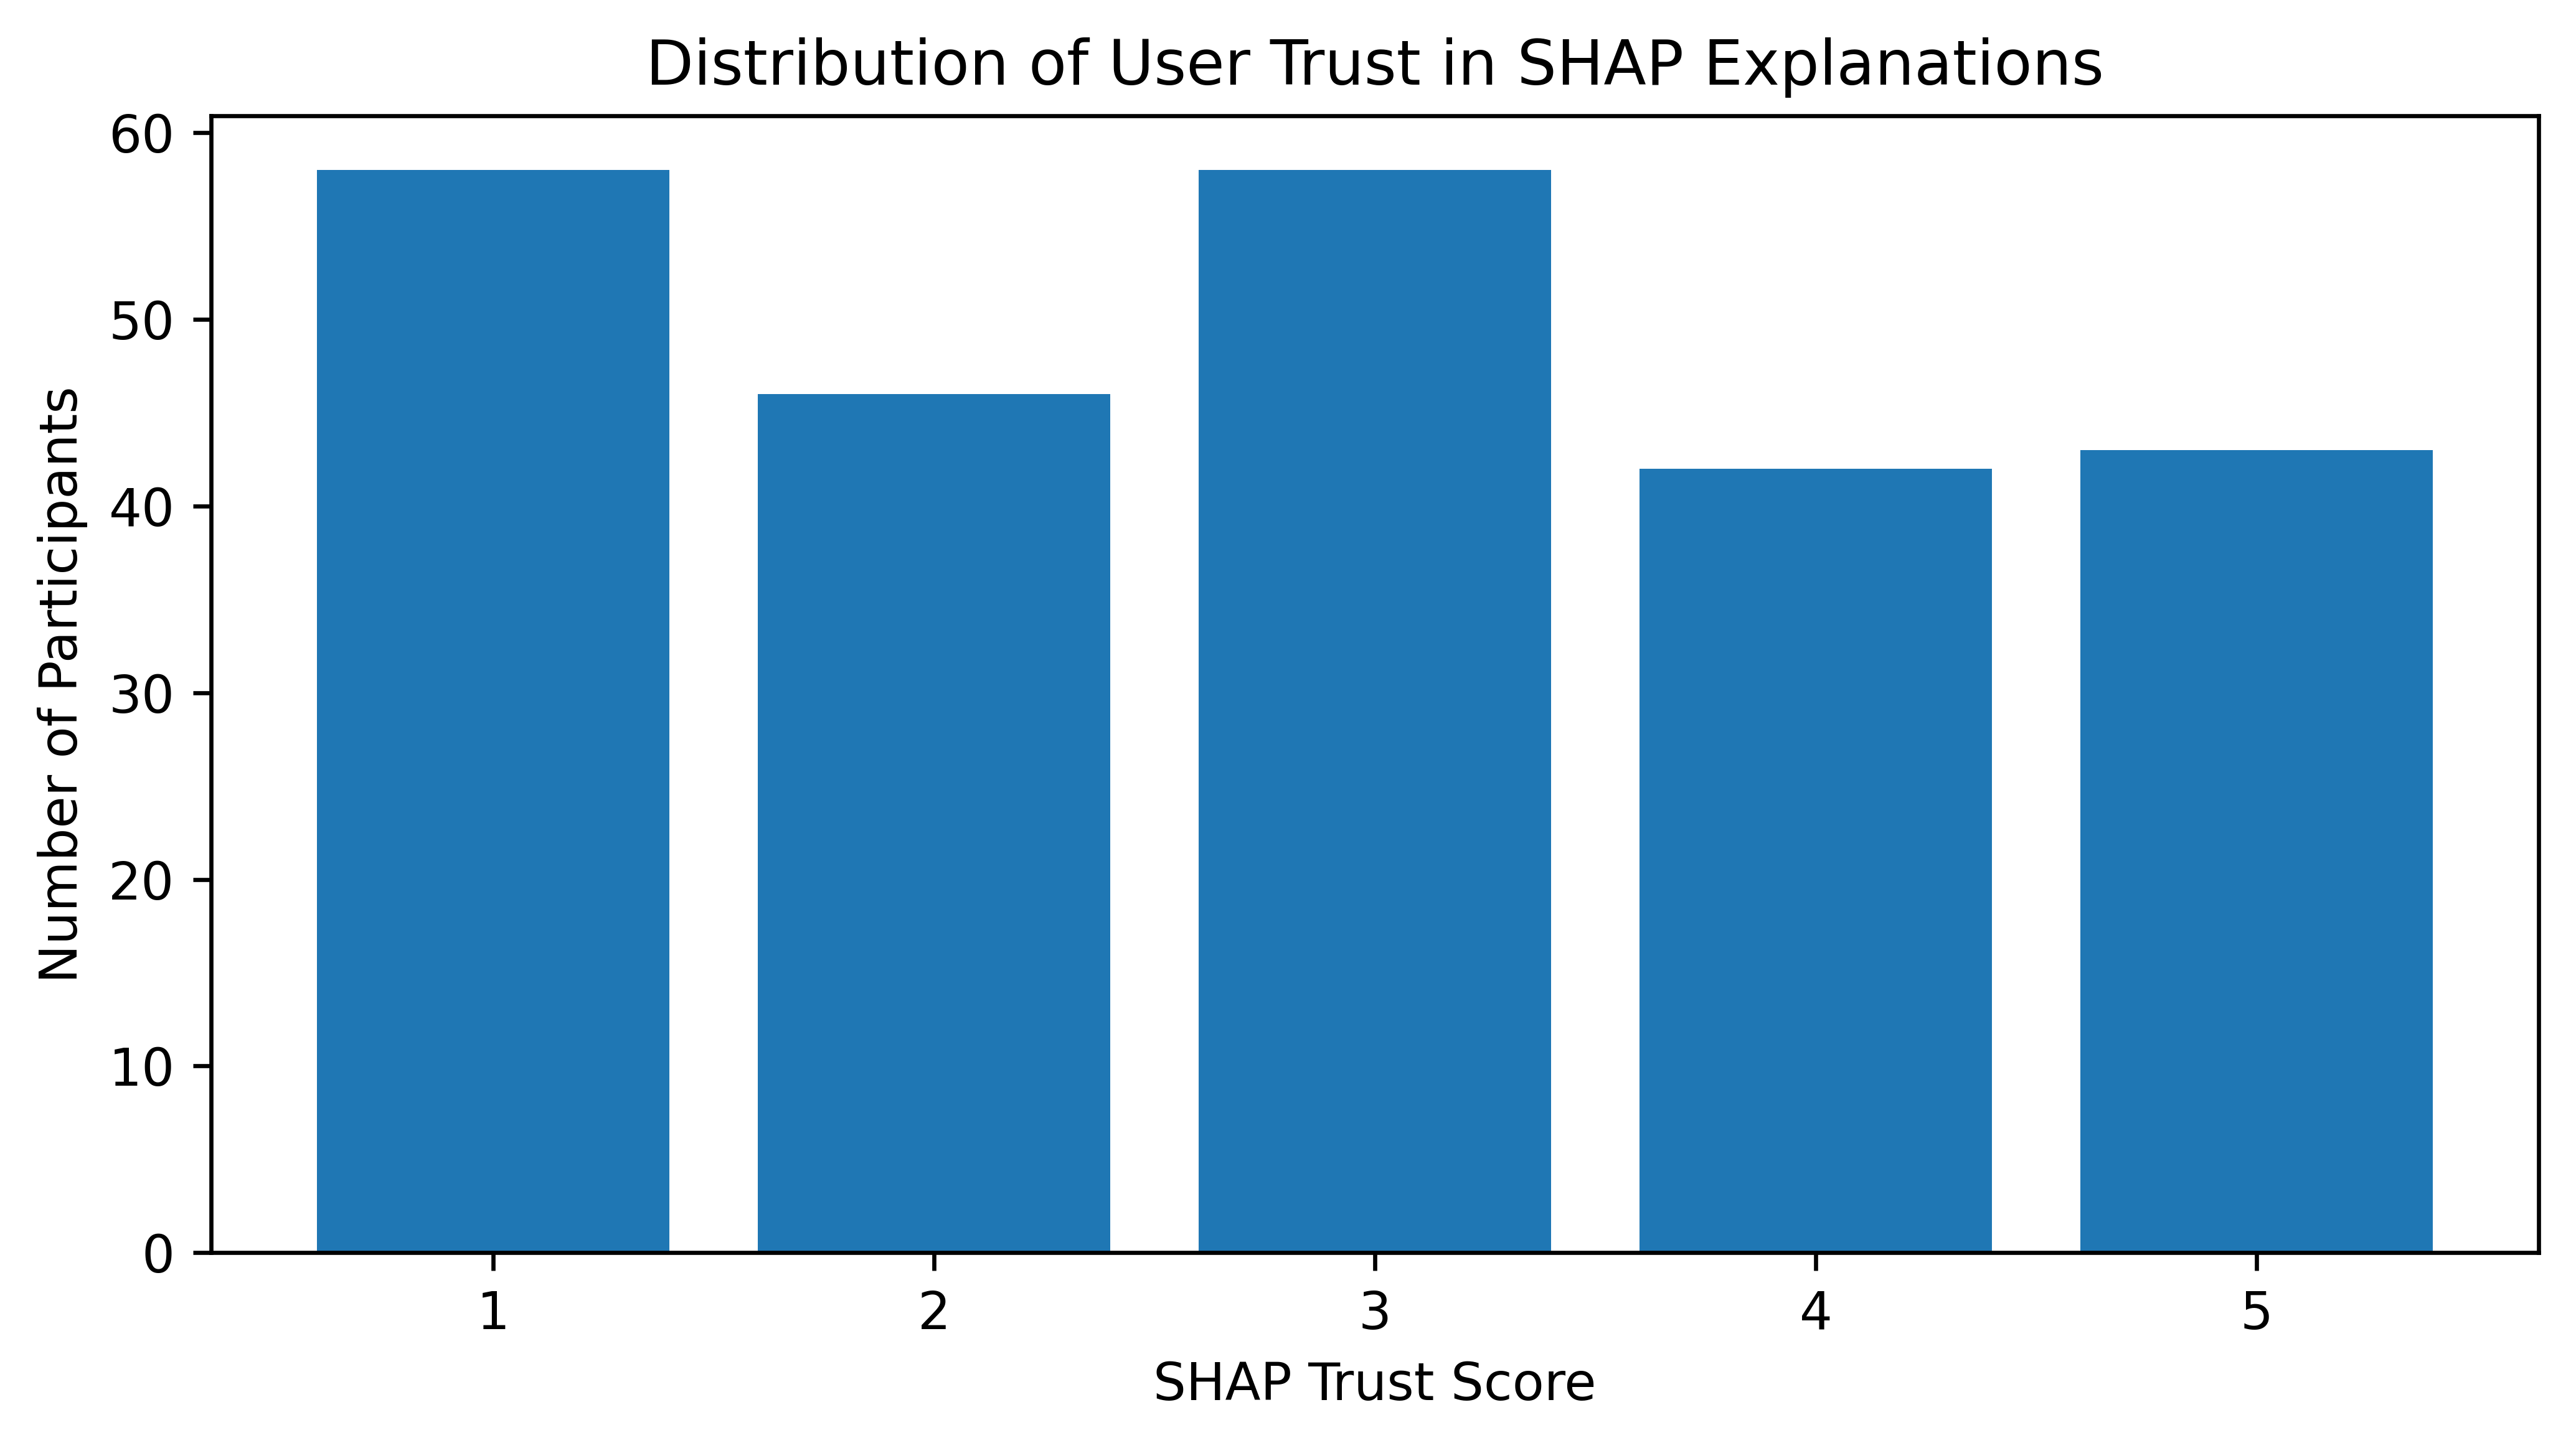 Distribution of User Trust in SHAP Explanations
60
50
40
30
20
10
0
Number of Participants
1 2 3 4 5
SHAP Trust Score